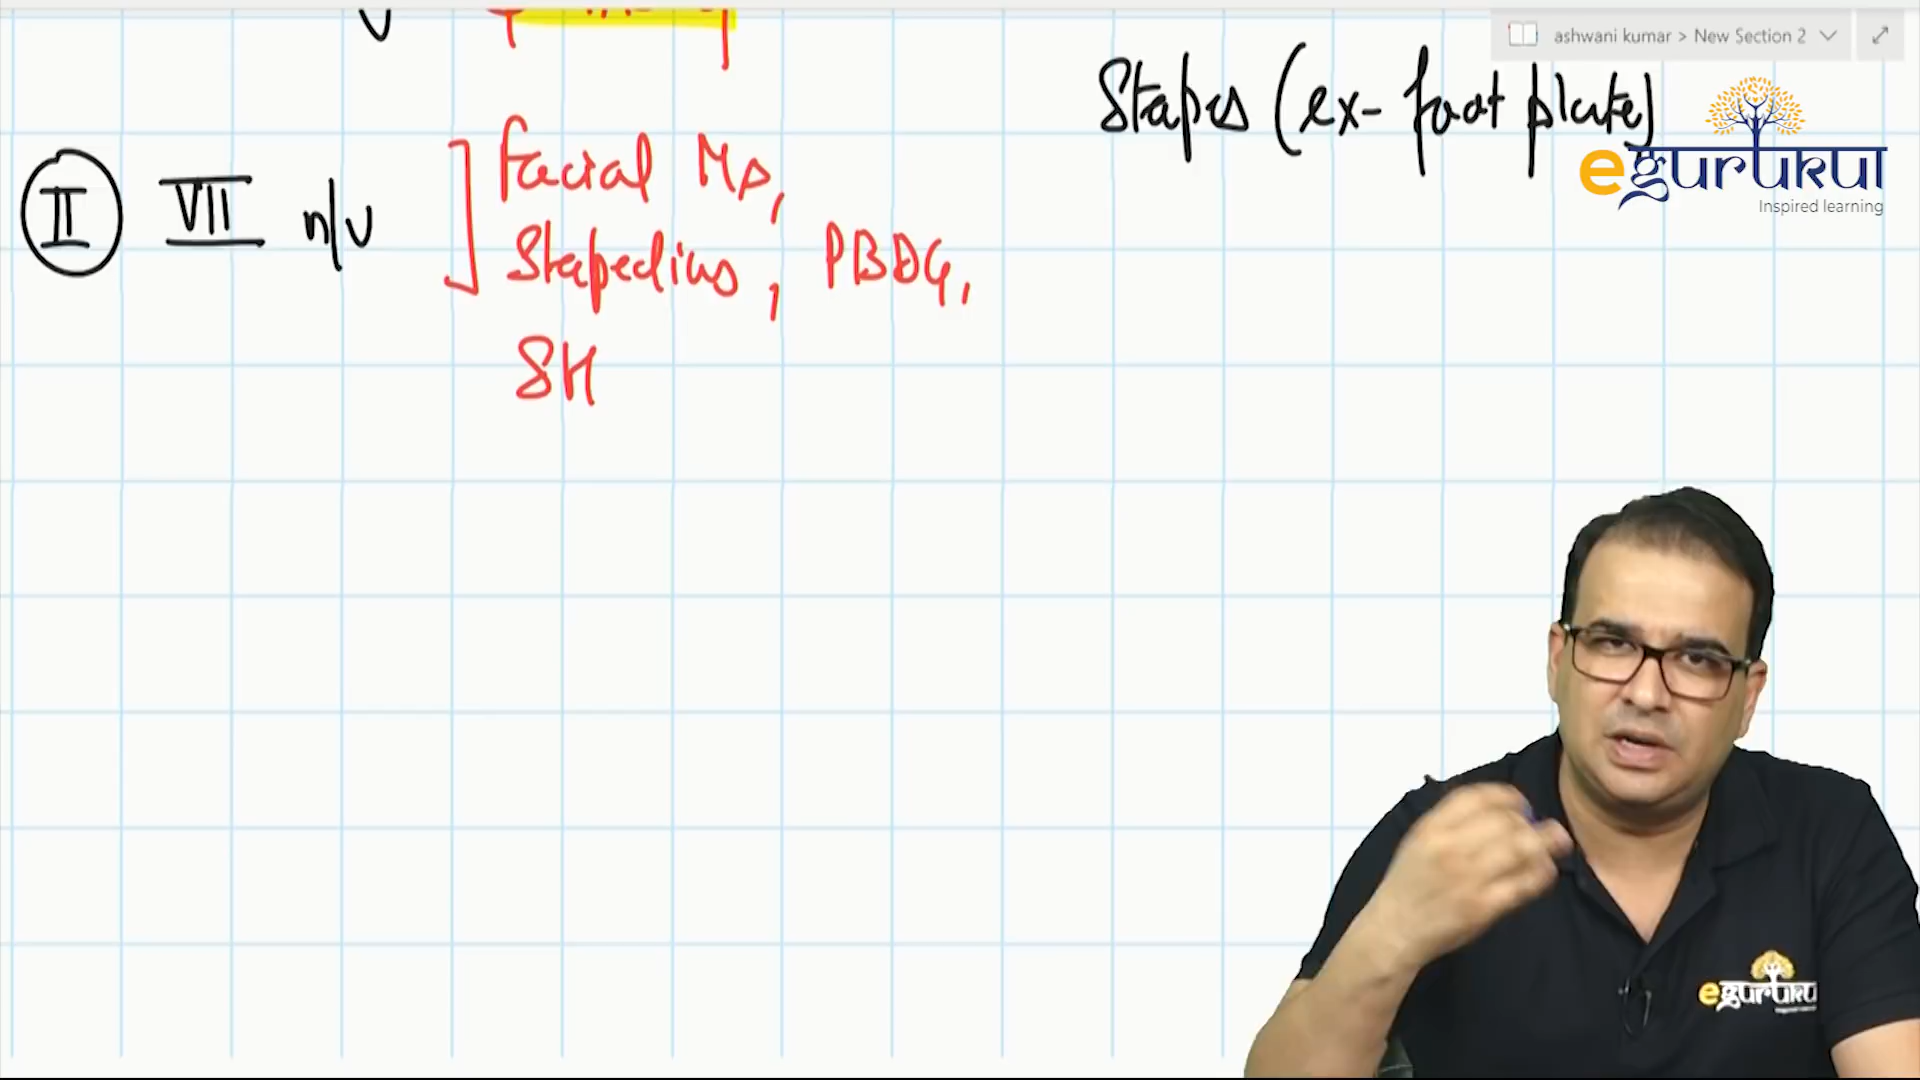 ashwani kumar > New Section 2
Stapes (ex- foot plate)
egurukul
Inspired learning
II VII n/v
Facial Ms,
Stapedius, PBDG,
SH
egurukul